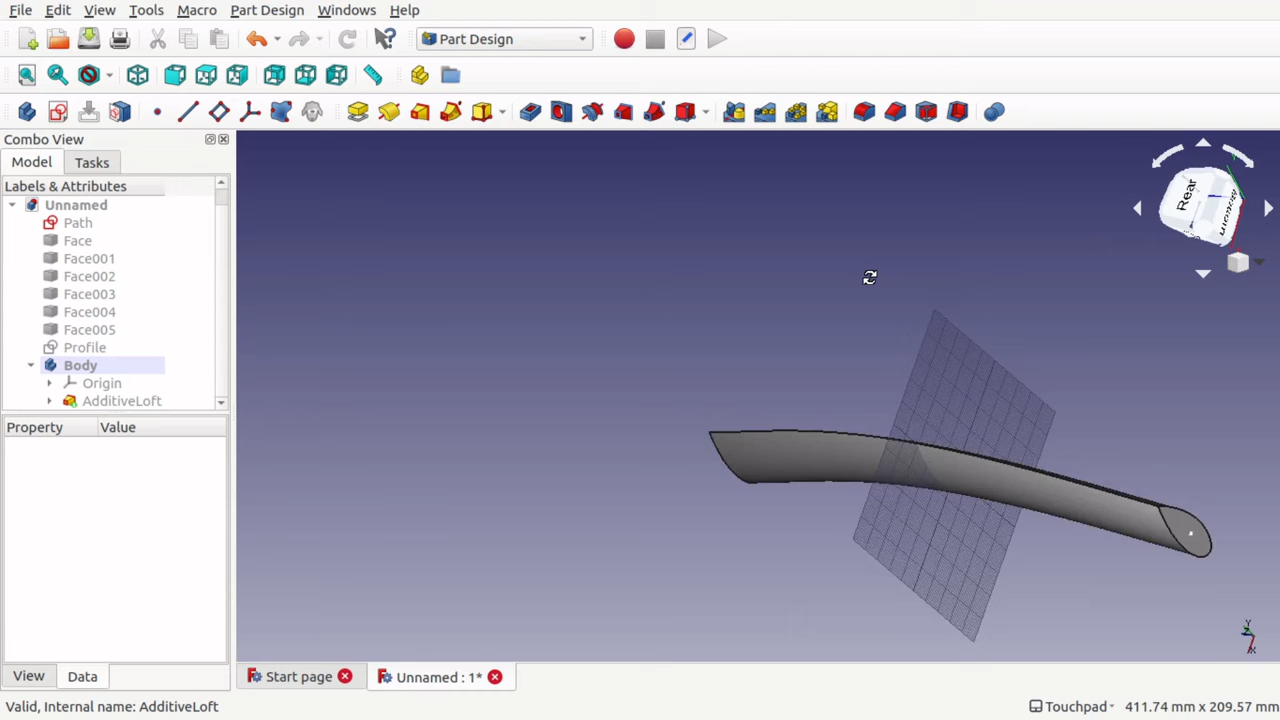 File Edit View Tools Macro Part Design Windows Help
Part Design
Combo View
Model Tasks
Labels & Attributes
Unnamed
Path
Face
Face001
Face002
Face003
Face004
Face005
Profile
Body
Origin
AdditiveLoft
Property Value
View Data
Rear
Y
X
Start page
Unnamed : 1*
Valid, Internal name: AdditiveLoft
Touchpad
411.74 mm x 209.57 mm